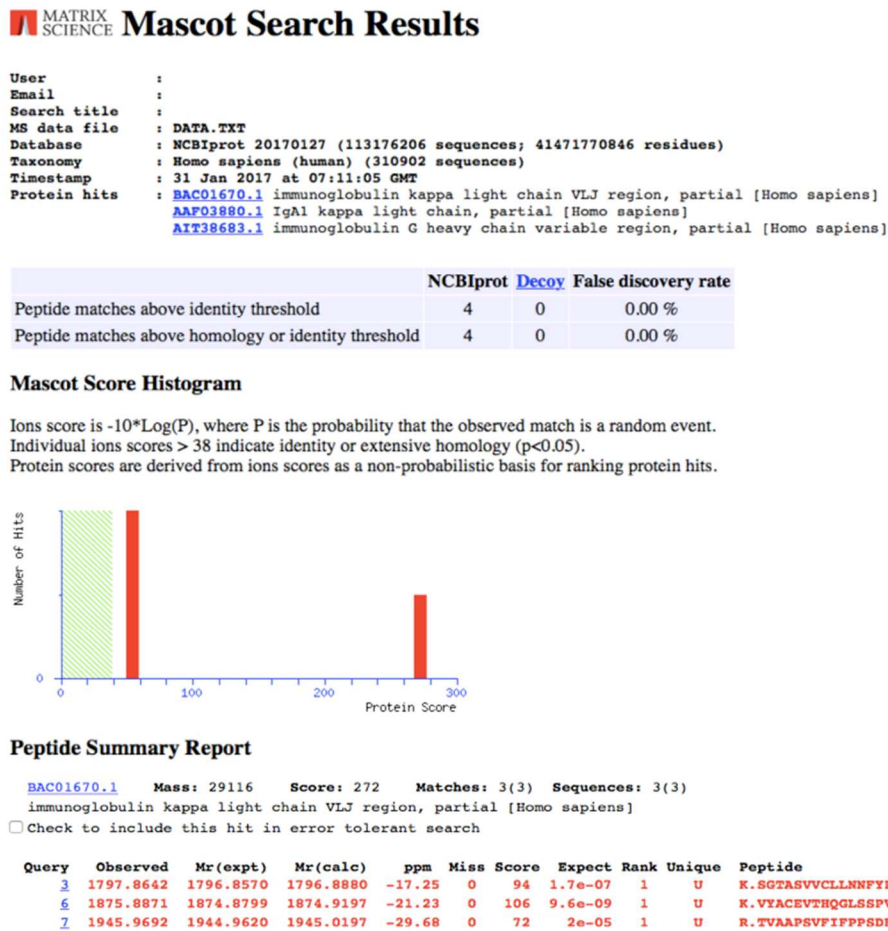 MATRIX SCIENCE Mascot Search Results
User :
Email :
Search title :
MS data file : DATA.TXT
Database : NCBIprot 20170127 (113176206 sequences; 41471770846 residues)
Taxonomy : Homo sapiens (human) (310902 sequences)
Timestamp : 31 Jan 2017 at 07:11:05 GMT
Protein hits : BAC01670.1 immunoglobulin kappa light chain VLJ region, partial [Homo sapiens]
AAF03880.1 IgA1 kappa light chain, partial [Homo sapiens]
AIT38683.1 immunoglobulin G heavy chain variable region, partial [Homo sapiens]
NCBIprot Decoy False discovery rate
Peptide matches above identity threshold 4 0 0.00 %
Peptide matches above homology or identity threshold 4 0 0.00 %
Mascot Score Histogram
Ions score is -10*Log(P), where P is the probability that the observed match is a random event.
Individual ions scores > 38 indicate identity or extensive homology (p<0.05).
Protein scores are derived from ions scores as a non-probabilistic basis for ranking protein hits.
Number of Hits
0
0 100 200 300
Protein Score
Peptide Summary Report
BAC01670.1 Mass: 29116 Score: 272 Matches: 3(3) Sequences: 3(3)
immunoglobulin kappa light chain VLJ region, partial [Homo sapiens]
Check to include this hit in error tolerant search
Query Observed Mr(expt) Mr(calc) ppm Miss Score Expect Rank Unique Peptide
3 1797.8642 1796.8570 1796.8880 -17.25 0 94 1.7e-07 1 U K.SGTASVVCLLNNFY
6 1875.8871 1874.8799 1874.9197 -21.23 0 106 9.6e-09 1 U K.VYACEVTHQGLSSP
7 1945.9692 1944.9620 1945.0197 -29.68 0 72 2e-05 1 U R.TVAAPSVFIFPPSD